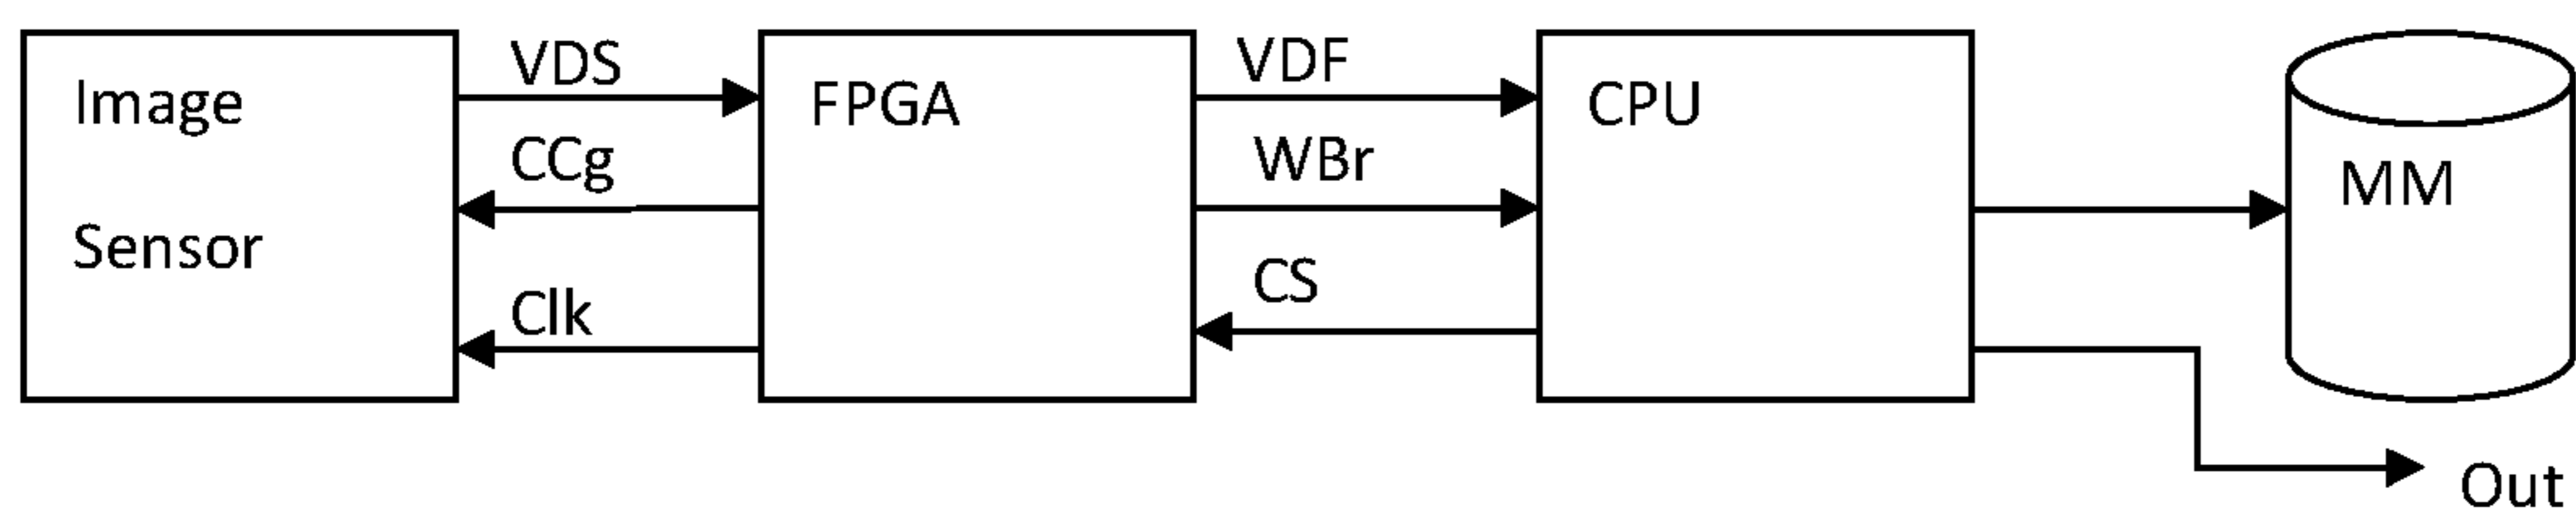 Image
Sensor
VDS
CCg
Clk
FPGA
VDF
WBr
CS
CPU
MM
Out